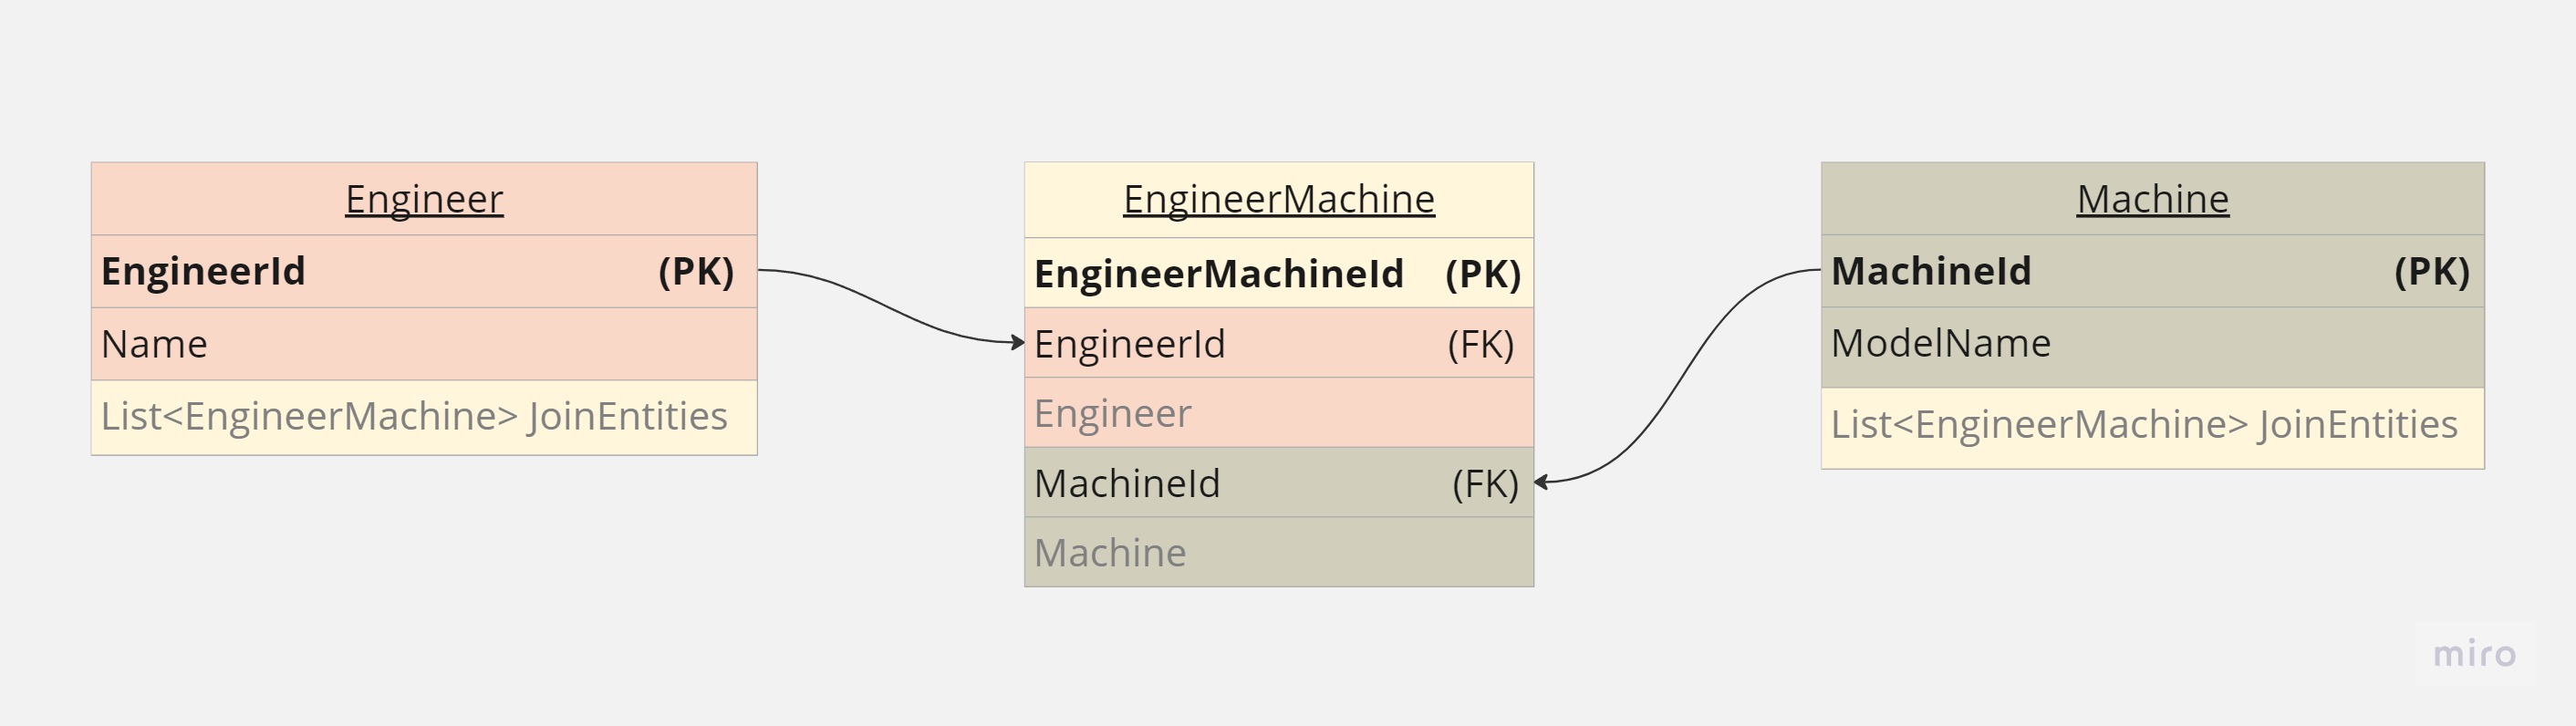 Engineer
EngineerId (PK)
Name
List<EngineerMachine> JoinEntities
EngineerMachine
EngineerMachineId (PK)
EngineerId (FK)
Engineer
MachineId (FK)
Machine
Machine
MachineId (PK)
ModelName
List<EngineerMachine> JoinEntities
miro